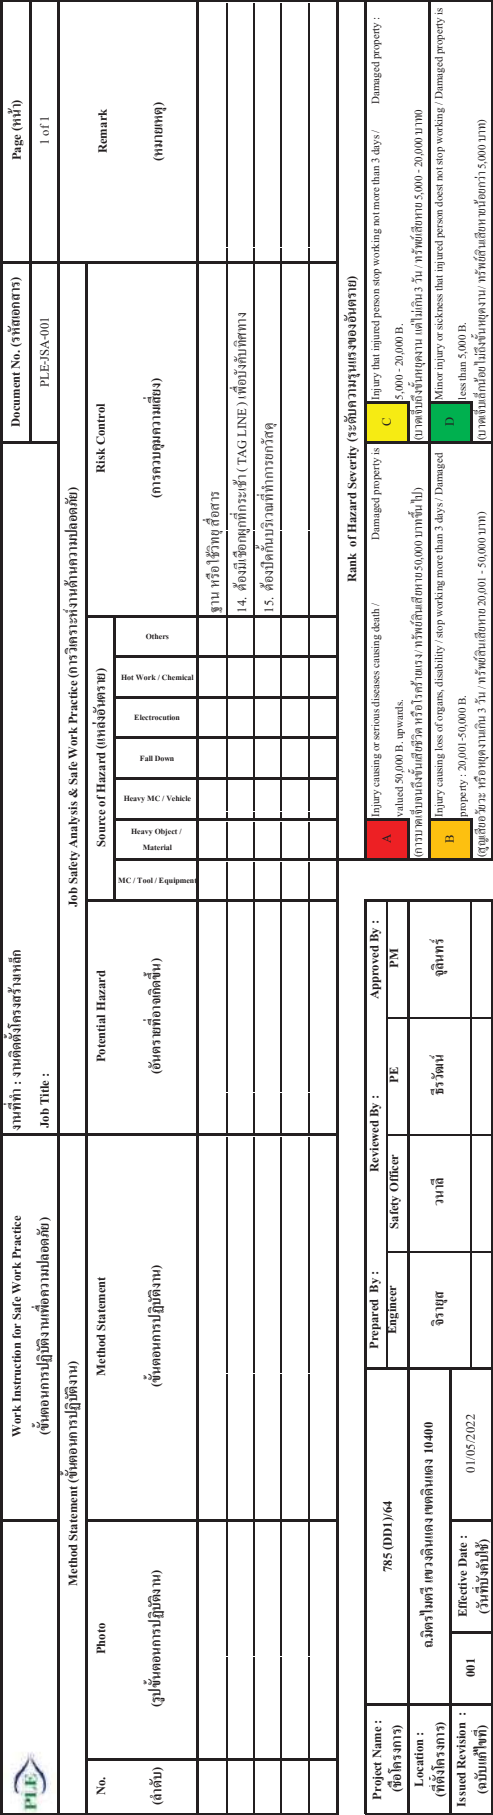 PLE
Work Instruction for Safe Work Practice
(ขั้นตอนการปฏิบัติงานเพื่อความปลอดภัย)
งานที่ทำ : งานติดตั้งโครงสร้างเหล็ก
Job Title :
Document No. (รหัสเอกสาร)
PLE-JSA-001
Page (หน้า)
1 of 1
Method Statement (ขั้นตอนการปฏิบัติงาน)
Job Safety Analysis & Safe Work Practice (การวิเคราะห์งานด้านความปลอดภัย)
No.
(ลำดับ)
Photo
(รูปขั้นตอนการปฏิบัติงาน)
Method Statement
(ขั้นตอนการปฏิบัติงาน)
Potential Hazard
(อันตรายที่อาจเกิดขึ้น)
Source of Hazard (แหล่งอันตราย)
MC / Tool / Equipment
Heavy Object /
Material
Heavy MC / Vehicle
Fall Down
Electrocution
Hot Work / Chemical
Others
Risk Control
(การควบคุมความเสี่ยง)
Remark
(หมายเหตุ)
ฐาน หรือใช้วิทยุ สื่อสาร
14. ต้องมีเชือกผูกที่กระเช้า ( TAG LINE ) เพื่อบังคับทิศทาง
15. ต้องปิดกั้นบริเวณที่ทำการยกวัสดุ
Project Name :
(ชื่อโครงการ)
785 (DD1)/64
Location :
(ที่ตั้งโครงการ)
ถ.มิตรไมตรี แขวงดินแดง เขตดินแดง 10400
Issued Revision :
(ฉบับแก้ไขที่)
001
Effective Date :
(วันที่บังคับใช้)
01/05/2022
Prepared By :
Engineer
จิรายุส
Reviewed By :
Safety Officer
วนาลี
PE
ธีรวัฒน์
Approved By :
PM
จุลินทร์
Rank of Hazard Severity (ระดับความรุนแรงของอันตราย)
A
Injury causing or serious diseases causing death / Damaged property is
valued 50,000 B. upwards.
(การบาดเจ็บจนถึงขั้นเสียชีวิต หรือโรคร้ายแรง/ ทรัพย์สินเสียหาย 50,000 บาทขึ้นไป)
B
Injury causing loss of organs, disability / stop working more than 3 days / Damaged
property : 20,001-50,000 B.
(สูญเสียอวัยวะ หรือหยุดงานเกิน 3 วัน / ทรัพย์สินเสียหาย 20,001 - 50,000 บาท)
C
Injury that injured person stop working not more than 3 days / Damaged property :
5,000 - 20,000 B.
(บาดเจ็บถึงขั้นหยุดงาน แต่ไม่เกิน 3 วัน / ทรัพย์เสียหาย 5,000 - 20,000 บาท)
D
Minor injury or sickness that injured person doest not stop working / Damaged property is
less than 5,000 B.
(บาดเจ็บเล็กน้อยไม่ถึงขั้นหยุดงาน/ ทรัพย์สินเสียหายน้อยกว่า 5,000 บาท)